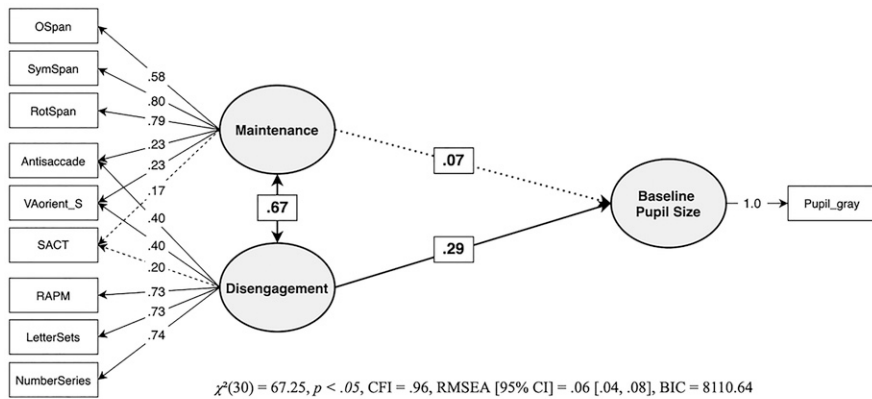 OSpan
SymSpan
RotSpan
Antisaccade
VAorient_S
SACT
RAPM
LetterSets
NumberSeries
.58
.80
.79
.23
.23
.17
.40
.40
.20
.73
.73
.74
Maintenance
.67
Disengagement
.07
.29
Baseline
Pupil Size
1.0
Pupil_gray
χ²(30) = 67.25, p < .05, CFI = .96, RMSEA [95% CI] = .06 [.04, .08], BIC = 8110.64